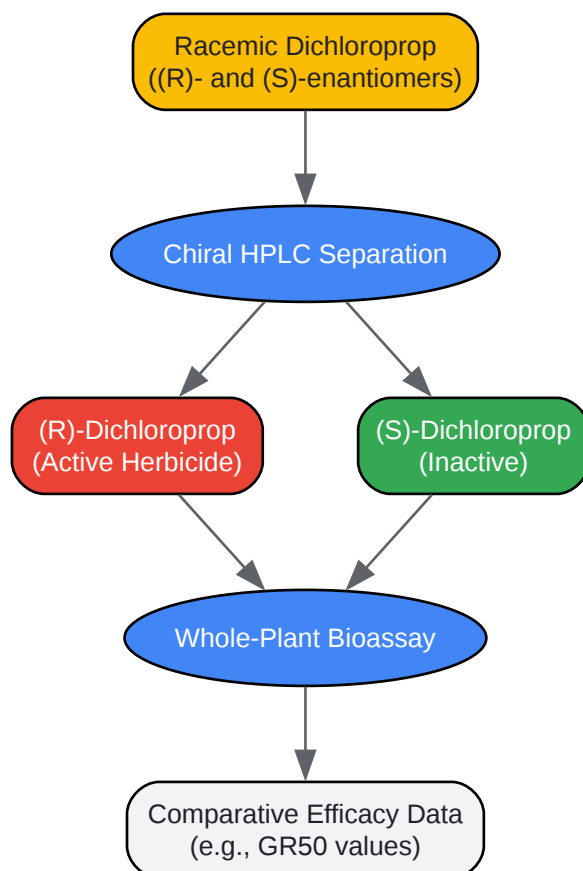 Racemic Dichloroprop
((R)- and (S)-enantiomers)
Chiral HPLC Separation
(R)-Dichloroprop
(Active Herbicide)
(S)-Dichloroprop
(Inactive)
Whole-Plant Bioassay
Comparative Efficacy Data
(e.g., GR50 values)